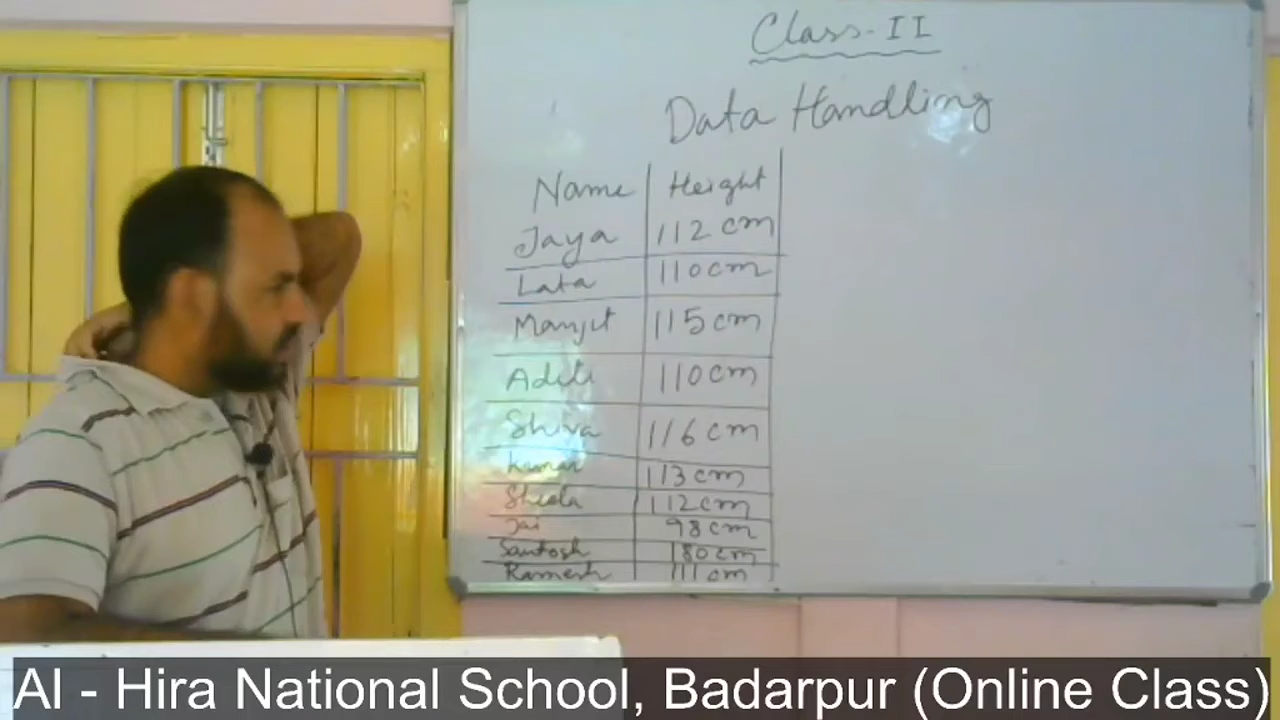 Class-II
Data Handling
Name Height
Jaya 112 cm
Lata 110cm
Manjit 115cm
Aditi 110cm
Shiva 116cm
Kumar 113cm
Sheela 112cm
Jai 98cm
Santosh 180cm
Ramesh 111cm
Al - Hira National School, Badarpur (Online Class)